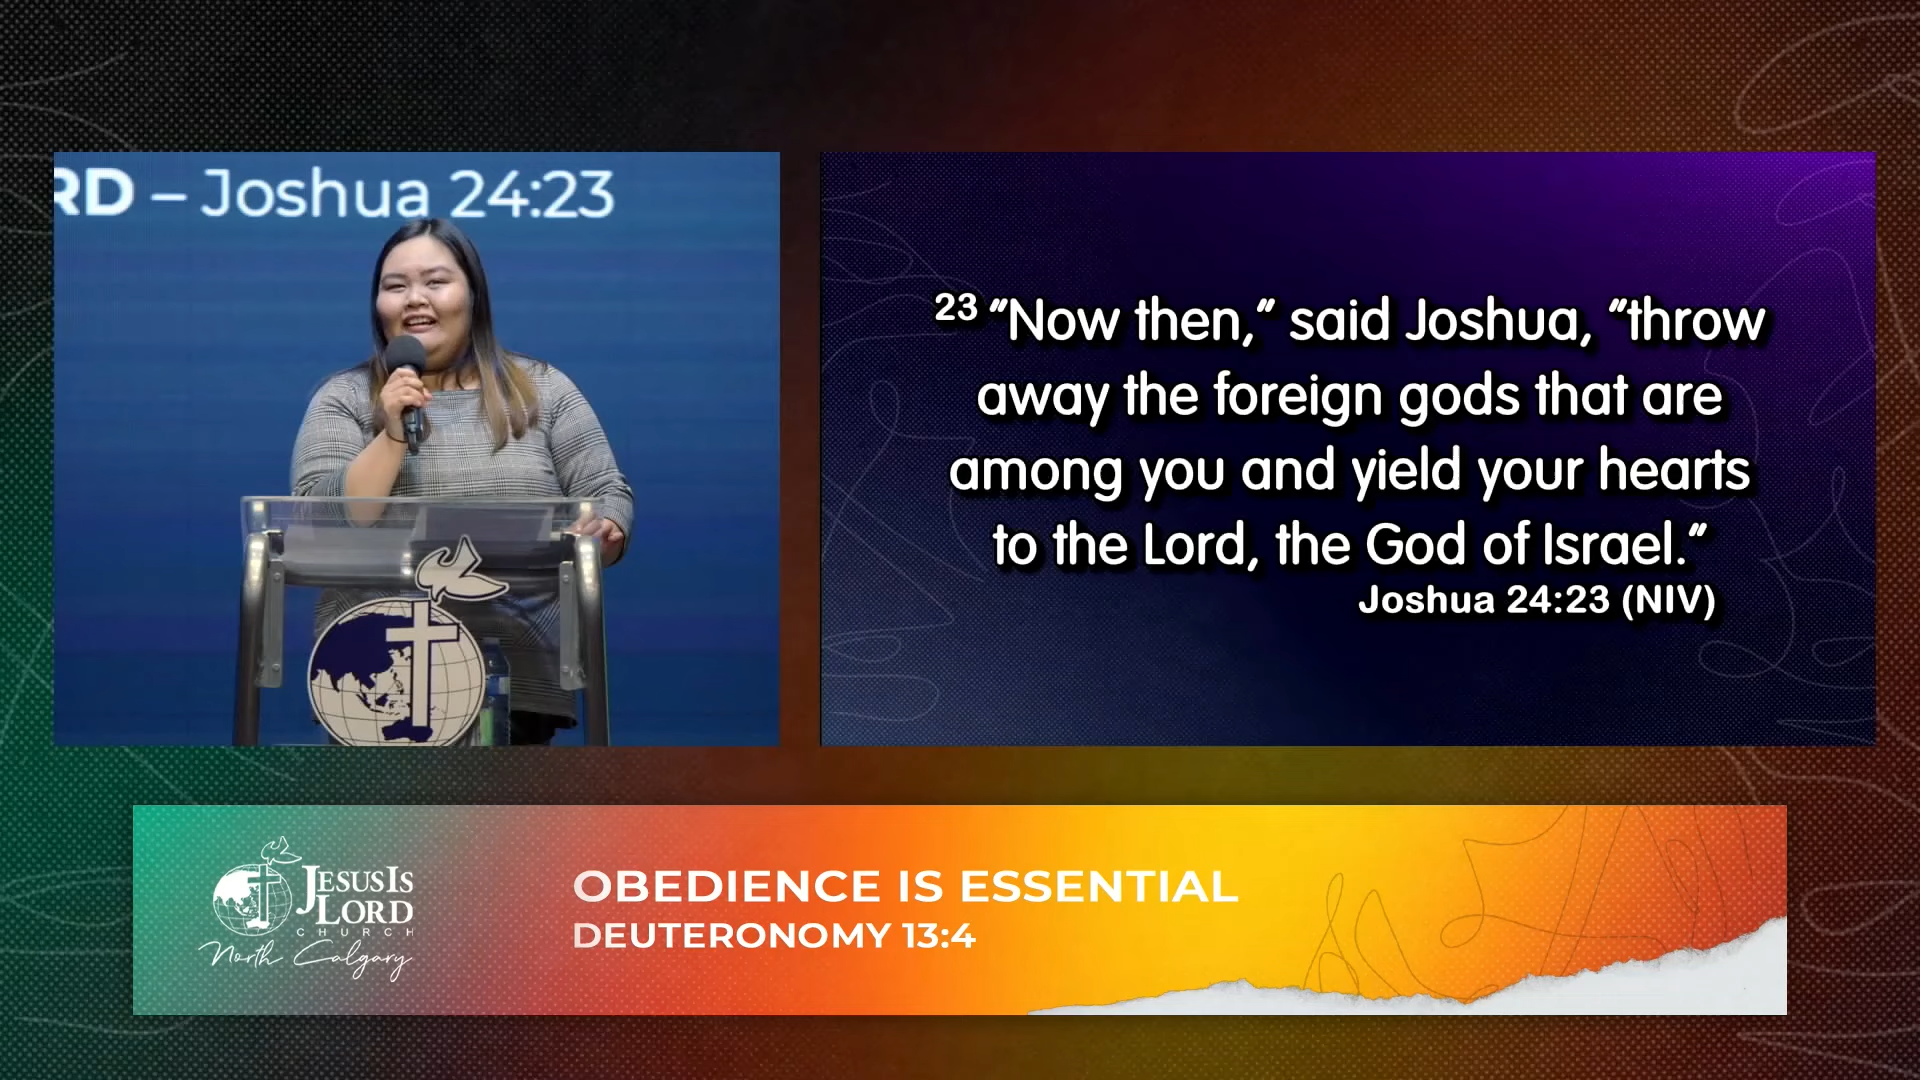 RD – Joshua 24:23
23 "Now then," said Joshua, "throw
away the foreign gods that are
among you and yield your hearts
to the Lord, the God of Israel."
Joshua 24:23 (NIV)
JESUS IS
LORD
CHURCH
North Calgary
OBEDIENCE IS ESSENTIAL
DEUTERONOMY 13:4